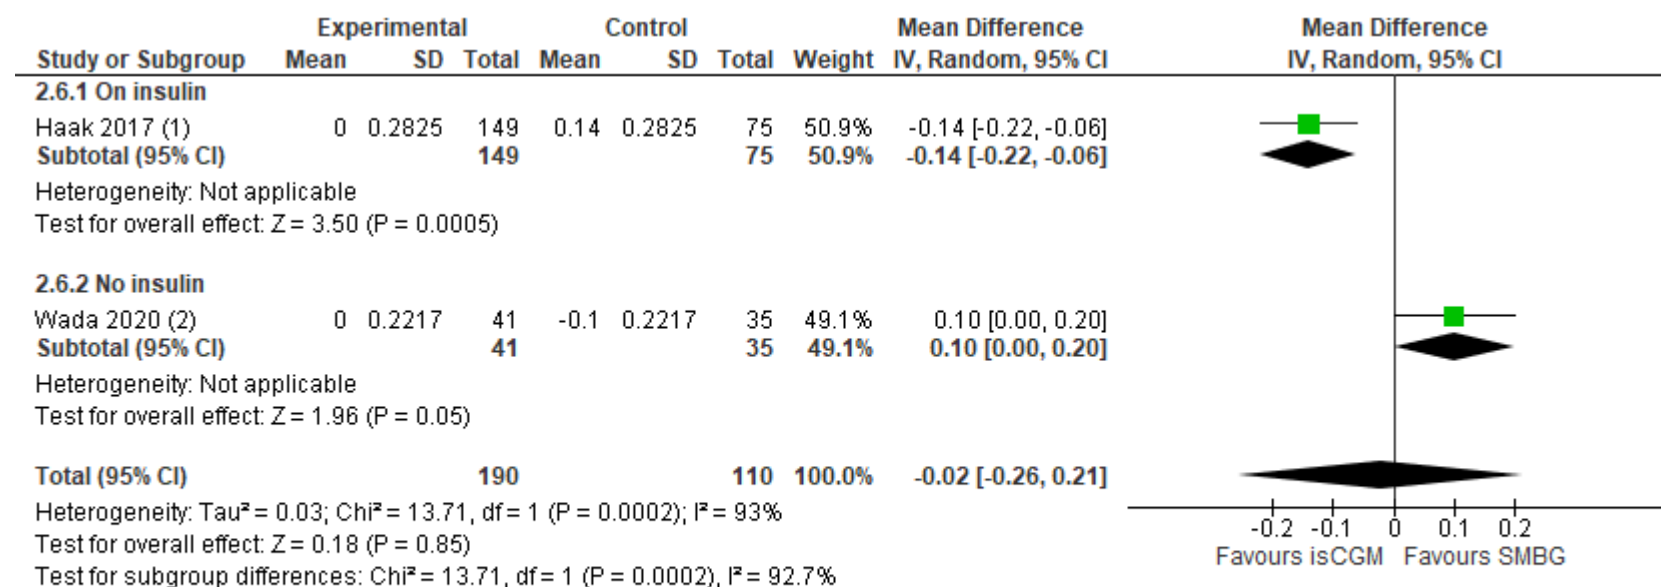 Experimental Control Mean Difference Mean Difference
Study or Subgroup Mean SD Total Mean SD Total Weight IV, Random, 95% CI IV, Random, 95% CI
2.6.1 On insulin
Haak 2017 (1) 0 0.2825 149 0.14 0.2825 75 50.9% -0.14 [-0.22, -0.06]
Subtotal (95% CI) 149 75 50.9% -0.14 [-0.22, -0.06]
Heterogeneity: Not applicable
Test for overall effect: Z = 3.50 (P = 0.0005)
2.6.2 No insulin
Wada 2020 (2) 0 0.2217 41 -0.1 0.2217 35 49.1% 0.10 [0.00, 0.20]
Subtotal (95% CI) 41 35 49.1% 0.10 [0.00, 0.20]
Heterogeneity: Not applicable
Test for overall effect: Z = 1.96 (P = 0.05)
Total (95% CI) 190 110 100.0% -0.02 [-0.26, 0.21]
Heterogeneity: Tau² = 0.03; Chi² = 13.71, df = 1 (P = 0.0002); I² = 93%
Test for overall effect: Z = 0.18 (P = 0.85)
Test for subgroup differences: Chi² = 13.71, df = 1 (P = 0.0002), I² = 92.7%
-0.2 -0.1 0 0.1 0.2
Favours isCGM Favours SMBG